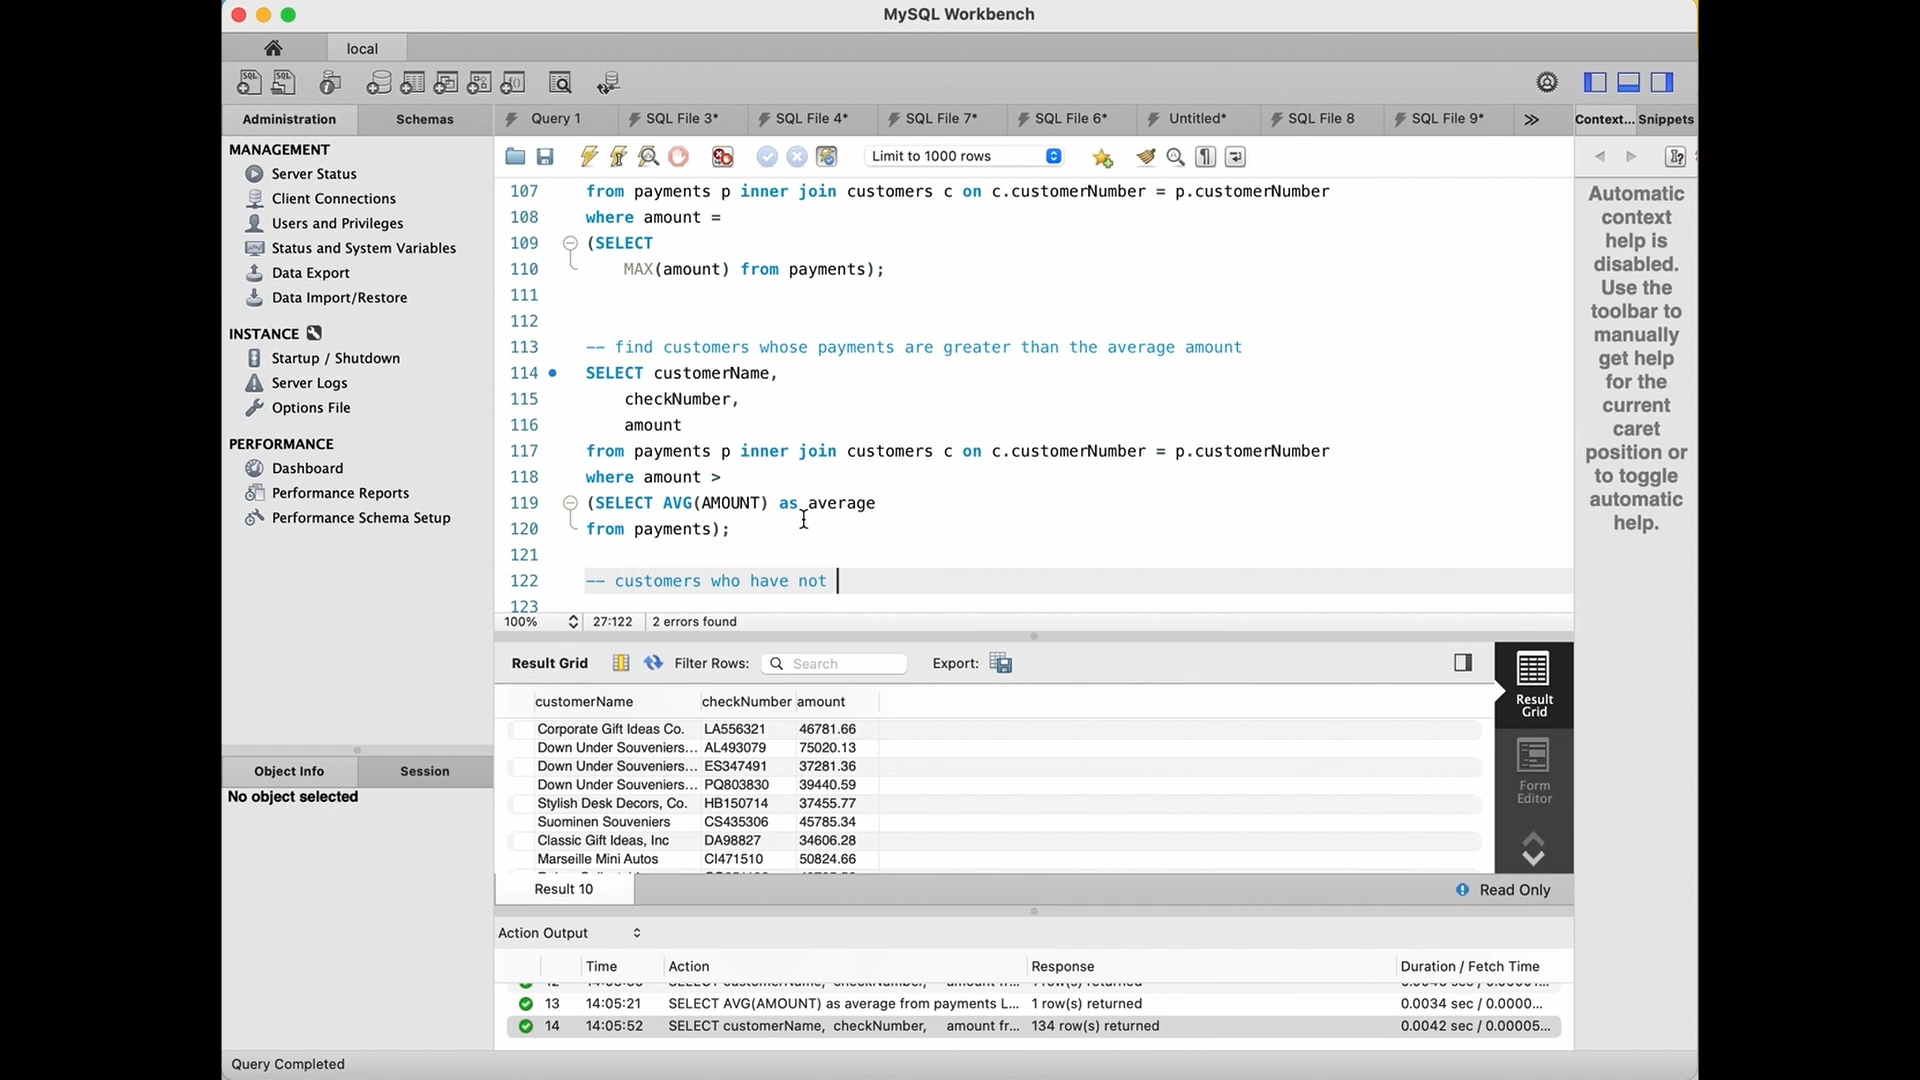 MySQL Workbench
local
Administration
Schemas
Query 1
SQL File 3*
SQL File 4*
SQL File 7*
SQL File 6*
Untitled*
SQL File 8
SQL File 9*
Context...
Snippets
MANAGEMENT
Server Status
Client Connections
Users and Privileges
Status and System Variables
Data Export
Data Import/Restore
INSTANCE
Startup / Shutdown
Server Logs
Options File
PERFORMANCE
Dashboard
Performance Reports
Performance Schema Setup
Object Info
Session
No object selected
Limit to 1000 rows
107 from payments p inner join customers c on c.customerNumber = p.customerNumber
108 where amount =
109 (SELECT
110 MAX(amount) from payments);
111
112
113 -- find customers whose payments are greater than the average amount
114 SELECT customerName,
115 checkNumber,
116 amount
117 from payments p inner join customers c on c.customerNumber = p.customerNumber
118 where amount >
119 (SELECT AVG(AMOUNT) as average
120 from payments);
121
122 -- customers who have not
123
100% 27:122 2 errors found
Automatic
context
help is
disabled.
Use the
toolbar to
manually
get help
for the
current
caret
position or
to toggle
automatic
help.
Result Grid Filter Rows: Search Export:
customerName checkNumber amount
Corporate Gift Ideas Co. LA556321 46781.66
Down Under Souveniers... AL493079 75020.13
Down Under Souveniers... ES347491 37281.36
Down Under Souveniers... PQ803830 39440.59
Stylish Desk Decors, Co. HB150714 37455.77
Suominen Souveniers CS435306 45785.34
Classic Gift Ideas, Inc DA98827 34606.28
Marseille Mini Autos CI471510 50824.66
Result
Grid
Form
Editor
Result 10
Read Only
Action Output
Time Action Response Duration / Fetch Time
13 14:05:21 SELECT AVG(AMOUNT) as average from payments L... 1 row(s) returned 0.0034 sec / 0.0000...
14 14:05:52 SELECT customerName, checkNumber, amount fr... 134 row(s) returned 0.0042 sec / 0.00005...
Query Completed